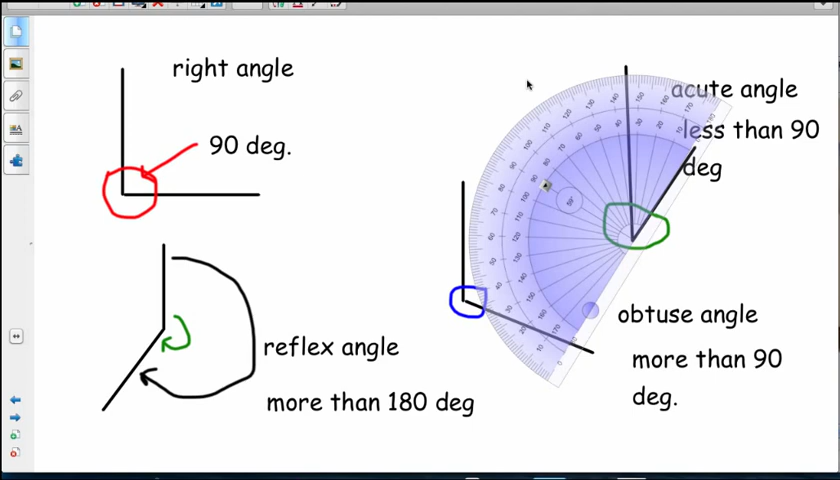 right angle
90 deg.
acute angle
less than 90
deg
reflex angle
more than 180 deg
obtuse angle
more than 90
deg.